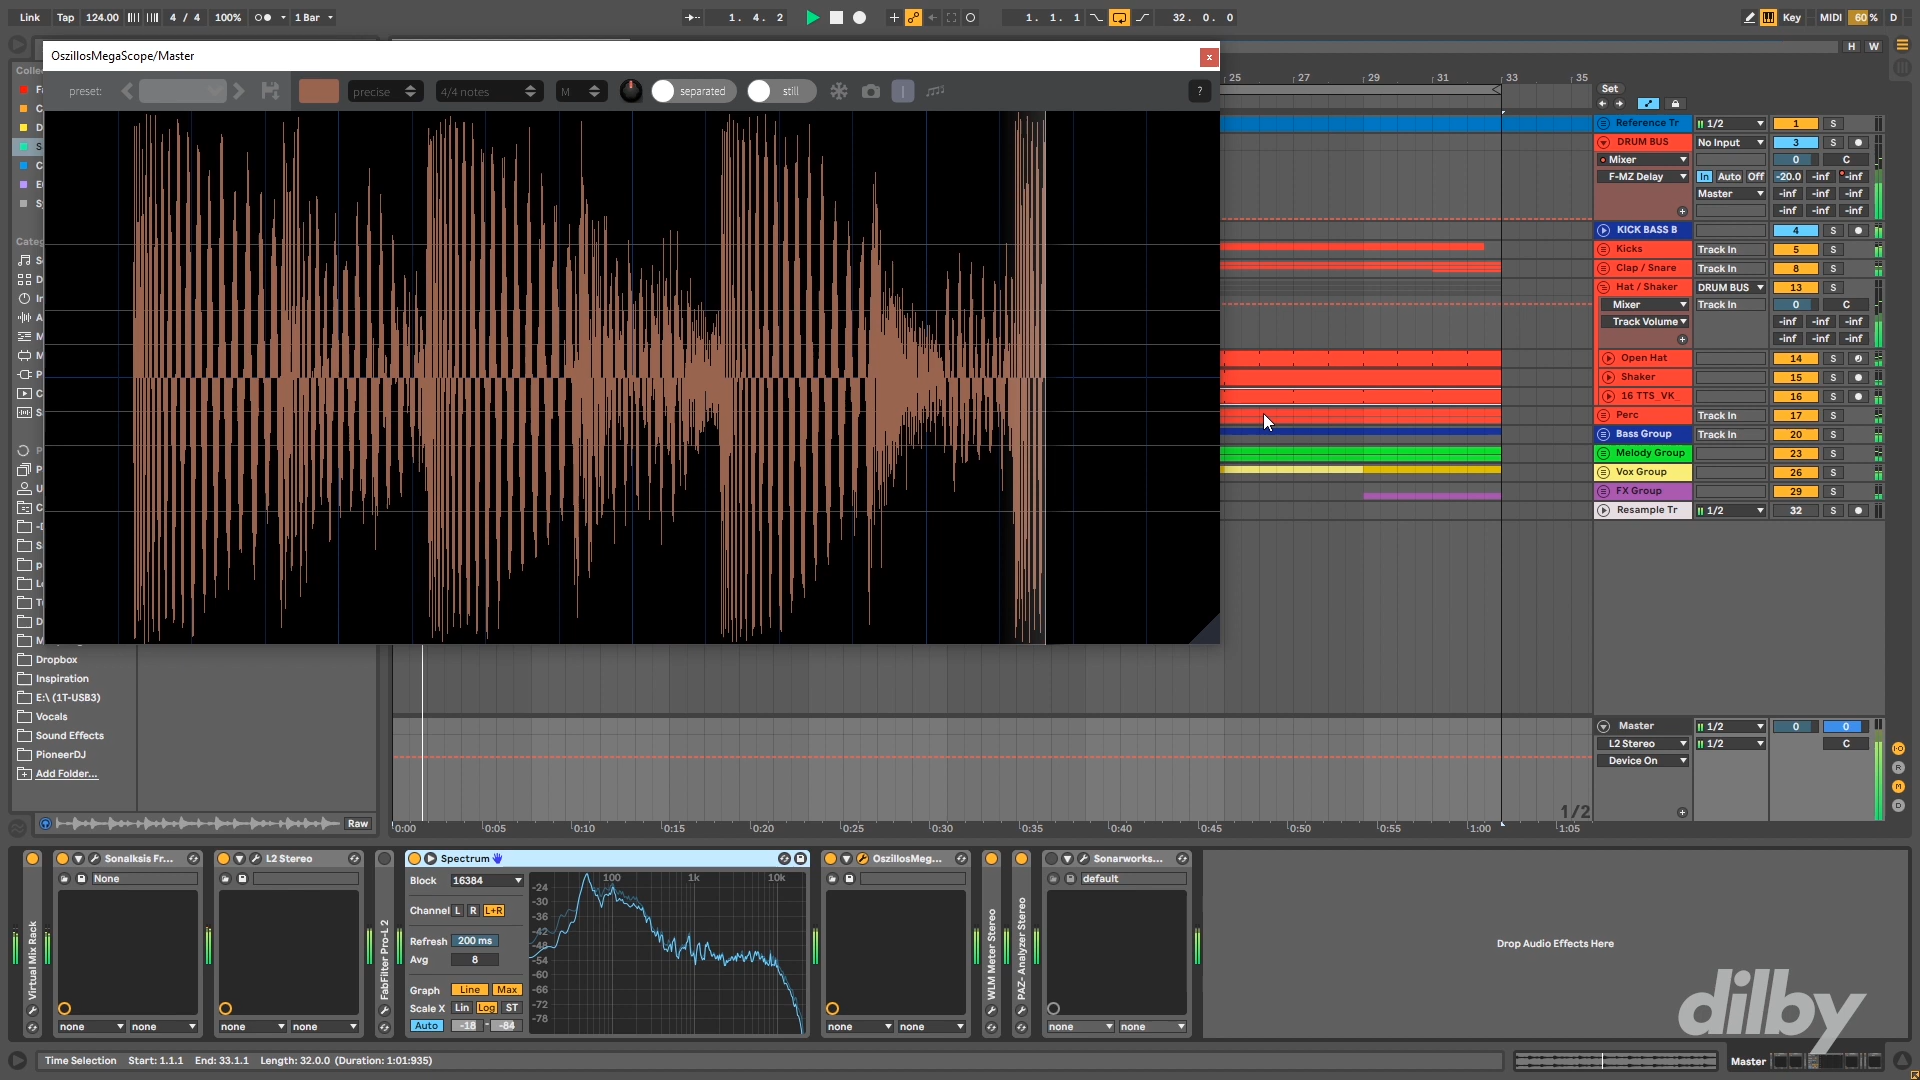 Link Tap 124.00 4 / 4 100% 1 Bar 1. 4. 2 1. 1. 1 32. 0. 0 Key MIDI 60 % D
OszillosMegaScope/Master x H W
preset: precise 4/4 notes M separated still ?
25 27 29 31 33 35
Set
Reference Tr 1/2 1 S
DRUM BUS No Input 3 S
Mixer 0 C
F-MZ Delay In Auto Off -20.0 -inf -inf
Master -inf -inf -inf
-inf -inf -inf
KICK BASS B 4 S
Kicks Track In 5 S
Clap / Snare Track In 8 S
Hat / Shaker DRUM BUS 13 S
Mixer Track In 0 C
Track Volume -inf -inf -inf
-inf -inf -inf
Open Hat 14 S
Shaker 15 S
16 TTS_VK_ 16 S
Perc Track In 17 S
Bass Group Track In 20 S
Melody Group 23 S
Vox Group 26 S
FX Group 29 S
Resample Tr 1/2 32 S
Dropbox
Inspiration
E:\ (1T-USB3)
Vocals
Sound Effects
PioneerDJ
Add Folder...
Raw
Master 1/2 0 0
L2 Stereo 1/2 C
Device On
1/2
0:00 0:05 0:10 0:15 0:20 0:25 0:30 0:35 0:40 0:45 0:50 0:55 1:00 1:05
Virtual Mix Rack
Sonalksis Fr...
None
none none
L2 Stereo
none none
FabFilter Pro-L 2
Spectrum
Block 16384
Channel L R L+R
Refresh 200 ms
Avg 8
Graph Line Max
Scale X Lin Log ST
Auto -18 - -84
100 1k 10k
-24
-30
-36
-42
-48
-54
-60
-66
-72
-78
OszillosMeg...
none none
WLM Meter Stereo
PAZ- Analyzer Stereo
Sonarworks...
default
none none
Drop Audio Effects Here
dilby
Time Selection Start: 1.1.1 End: 33.1.1 Length: 32.0.0 (Duration: 1:01:935)
Master